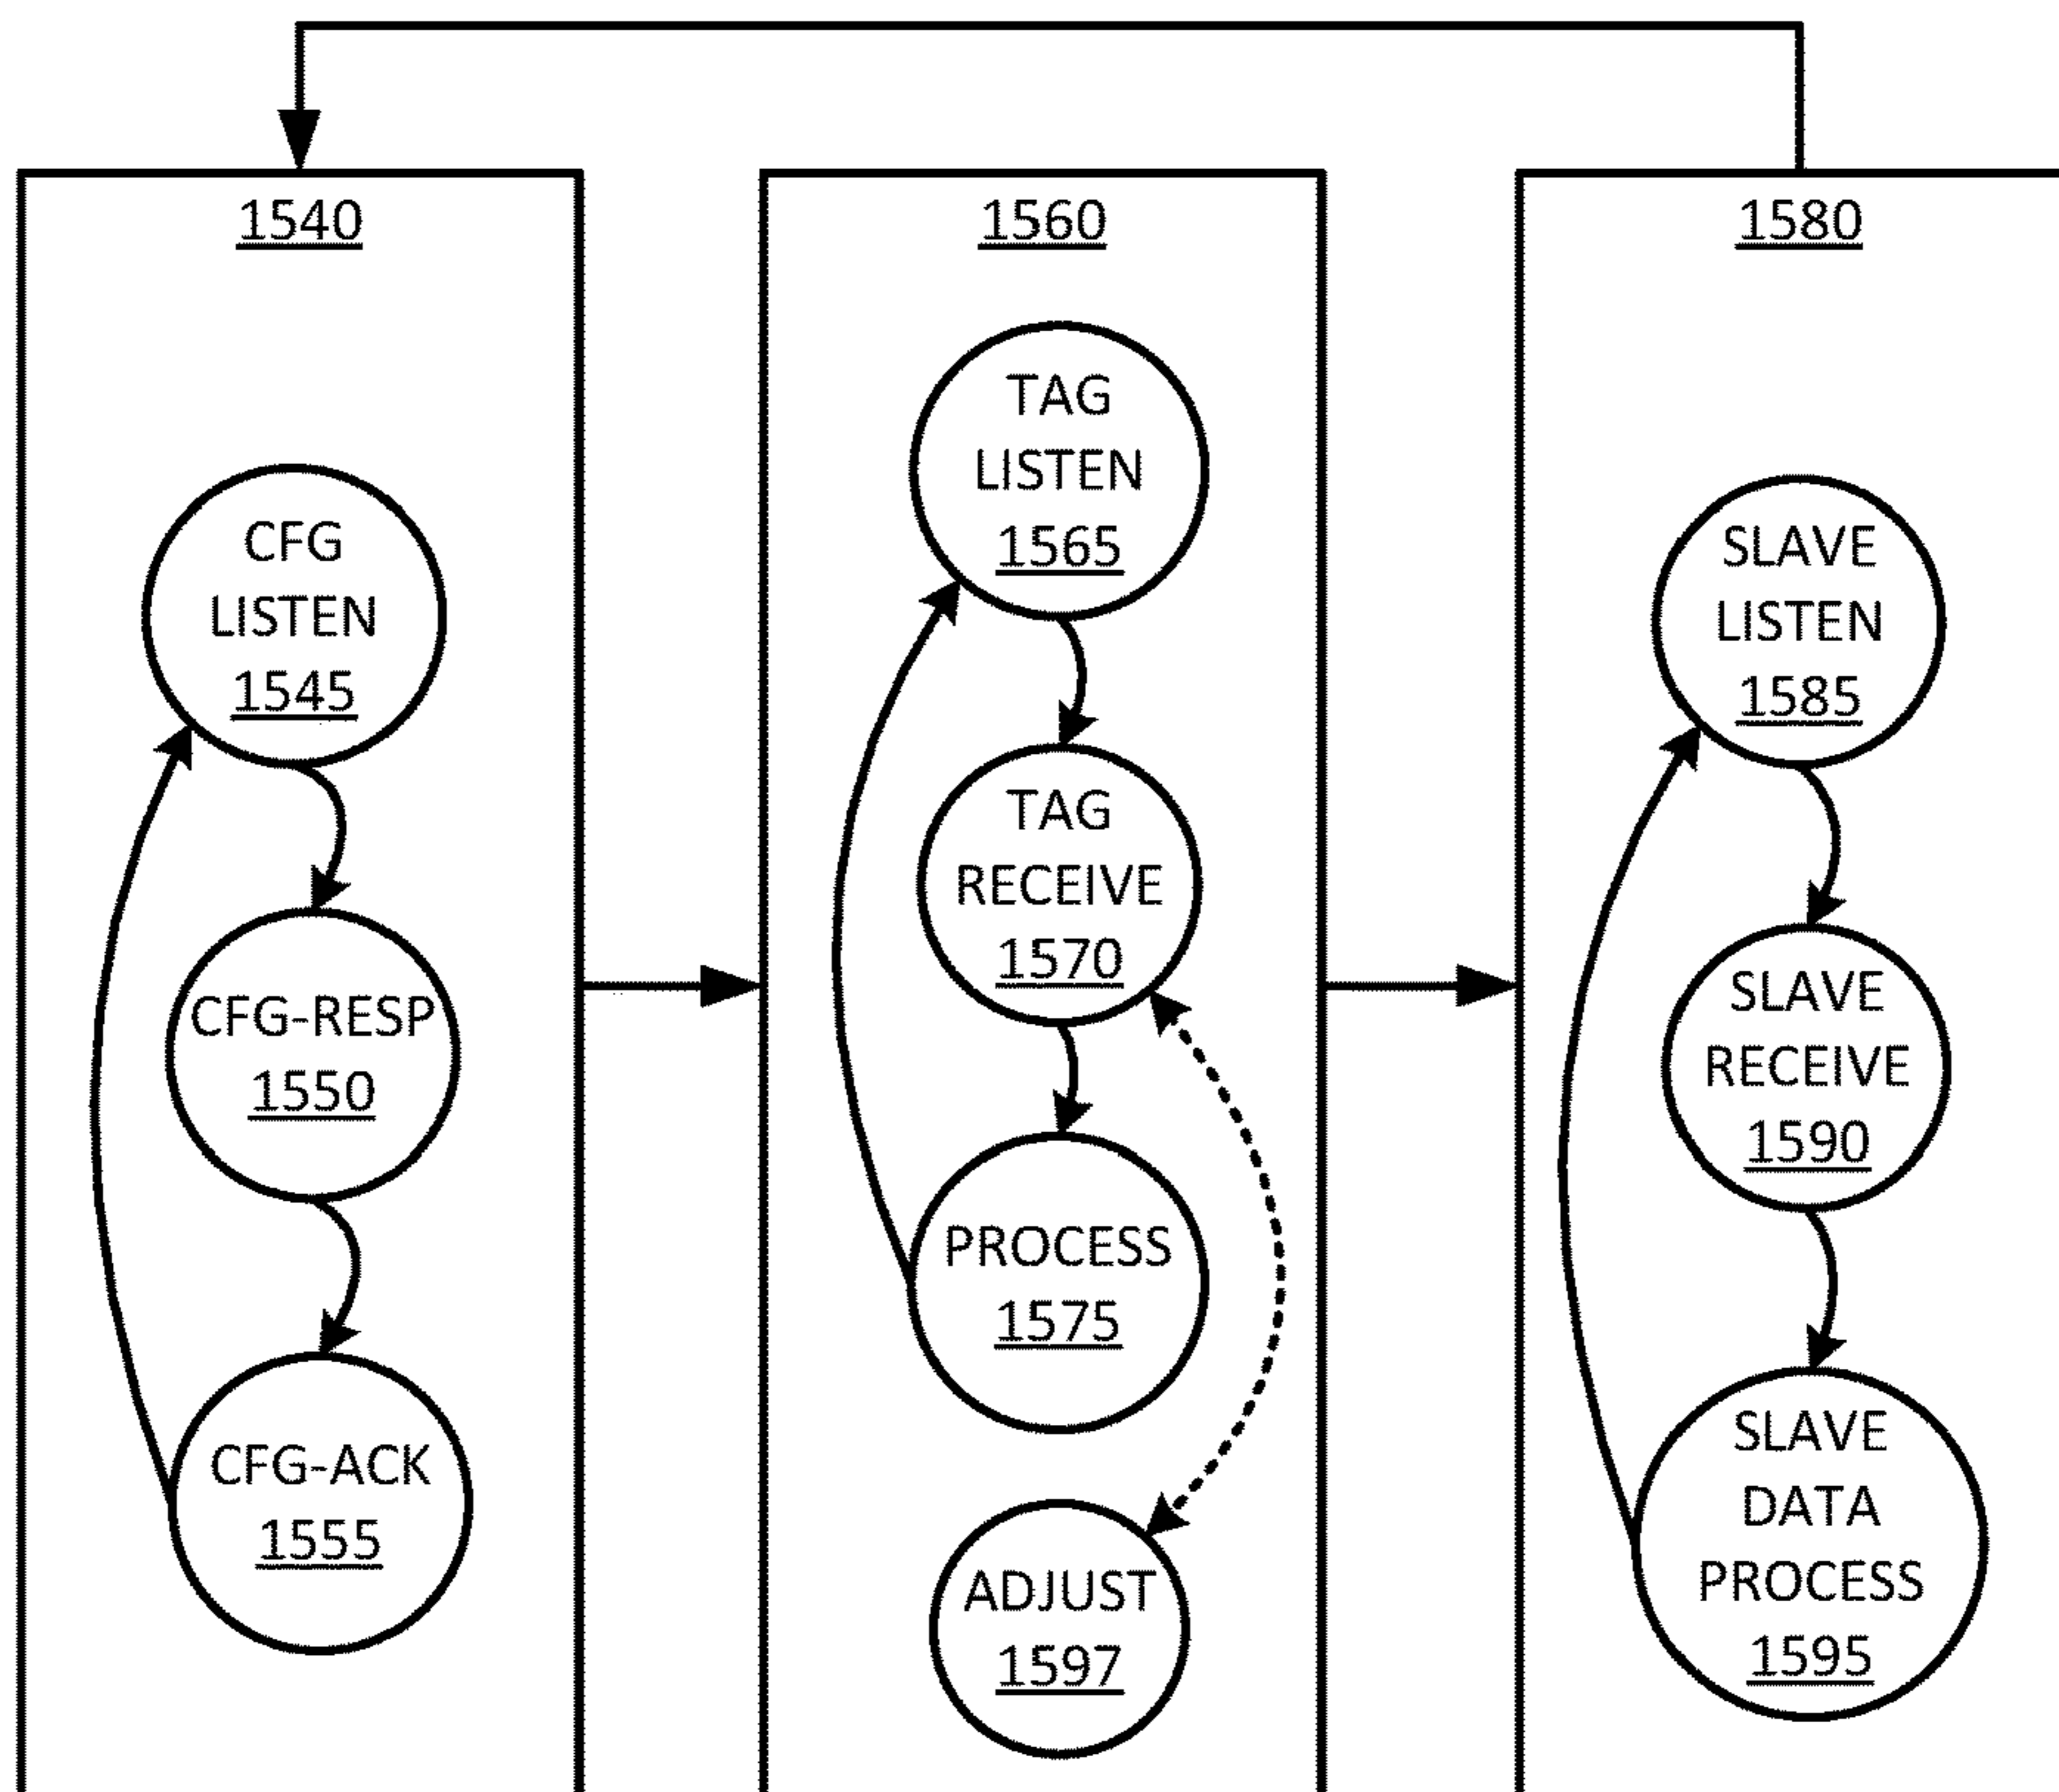 1540
CFG
LISTEN
1545
CFG-RESP
1550
CFG-ACK
1555
1560
TAG
LISTEN
1565
TAG
RECEIVE
1570
PROCESS
1575
ADJUST
1597
1580
SLAVE
LISTEN
1585
SLAVE
RECEIVE
1590
SLAVE
DATA
PROCESS
1595